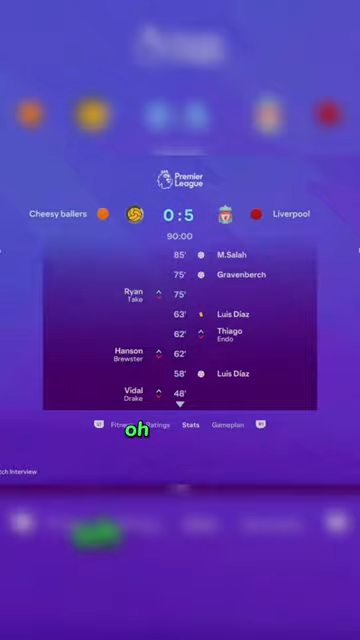 Premier
League
Cheesy ballers 0:5 Liverpool
90:00
85' M.Salah
75' Gravenberch
Ryan 75'
Take
63' Luis Díaz
62' Thiago
Endo
Hanson 62'
Brewster
58' Luis Díaz
Vidal 48'
Drake
Ratings Stats Gameplan
oh
tch Interview